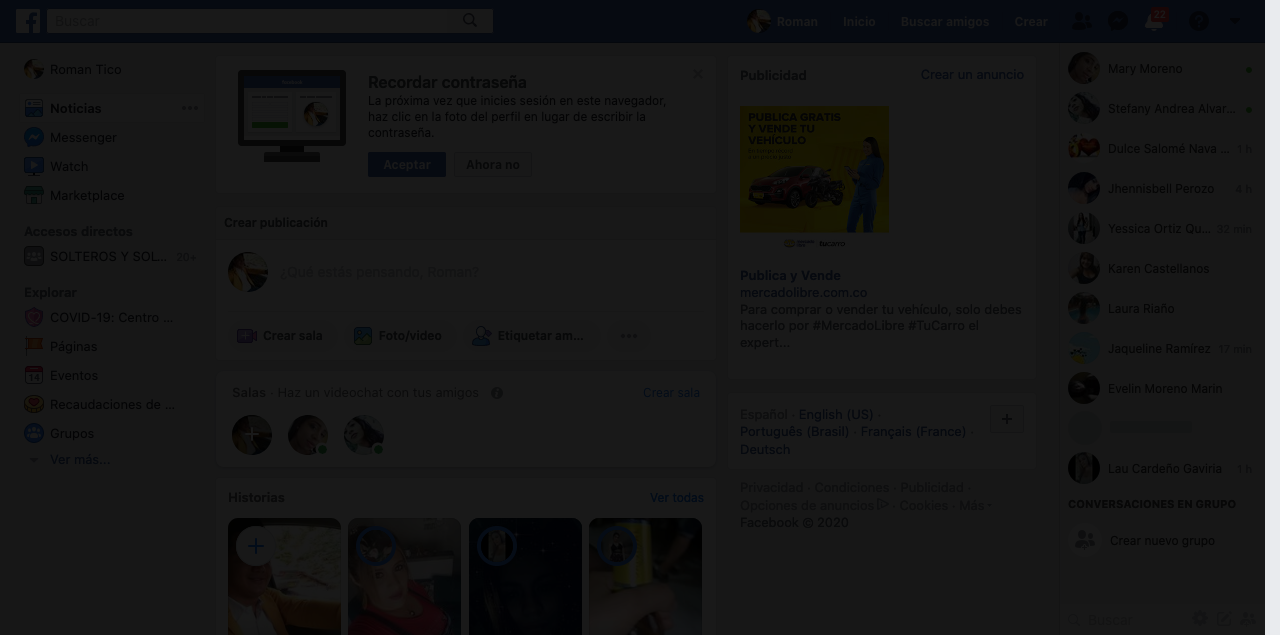 Buscar
Roman
Inicio
Buscar amigos
Crear
22
Roman Tico
Noticias
Messenger
Watch
Marketplace
Accesos directos
SOLTEROS Y SOL... 20+
Explorar
COVID-19: Centro ...
Páginas
14
Eventos
Recaudaciones de ...
Grupos
Ver más...
Recordar contraseña
La próxima vez que inicies sesión en este navegador,
haz clic en la foto del perfil en lugar de escribir la
contraseña.
Aceptar
Ahora no
Crear publicación
¿Qué estás pensando, Roman?
Crear sala
Foto/video
Etiquetar am...
Salas · Haz un videochat con tus amigos
Crear sala
Historias
Ver todas
Publicidad
Crear un anuncio
PUBLICA GRATIS
Y VENDE TU
VEHÍCULO
tucarro
Publica y Vende
mercadolibre.com.co
Para comprar o vender tu vehículo, solo debes
hacerlo por #MercadoLibre #TuCarro el
expert...
Español · English (US) ·
Português (Brasil) · Français (France) ·
Deutsch
Privacidad · Condiciones · Publicidad ·
Opciones de anuncios · Cookies · Más
Facebook © 2020
Mary Moreno
Stefany Andrea Alvar...
Dulce Salomé Nava ... 1 h
Jhennisbell Perozo 4 h
Yessica Ortiz Qu... 32 min
Karen Castellanos
Laura Riaño
Jaqueline Ramírez 17 min
Evelin Moreno Marin
Lau Cardeño Gaviria 1 h
CONVERSACIONES EN GRUPO
Crear nuevo grupo
Buscar